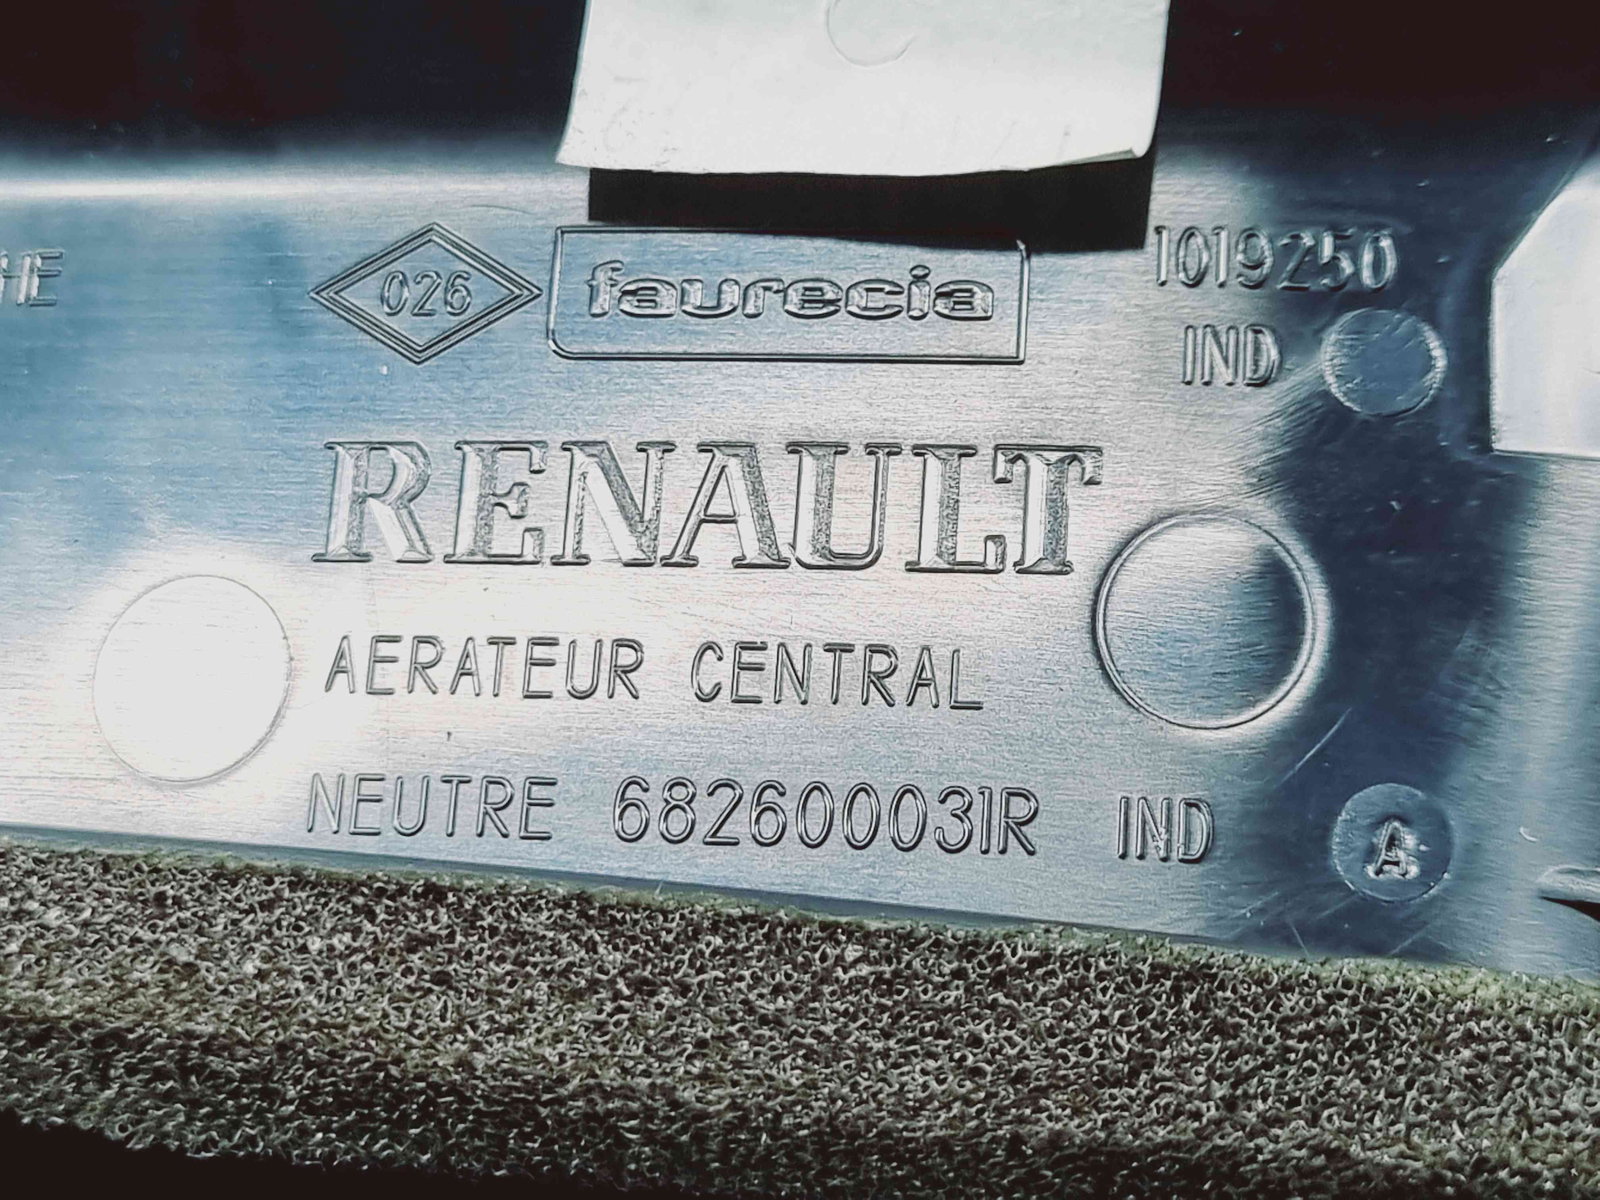 026 faurecia 1019250
IND
RENAULT
AERATEUR CENTRAL
NEUTRE 682600031R IND A